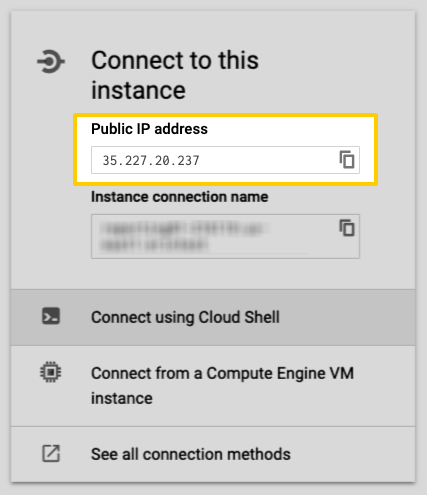 Connect to this
instance
Public IP address
35.227.20.237
Instance connection name
Connect using Cloud Shell
Connect from a Compute Engine VM
instance
See all connection methods